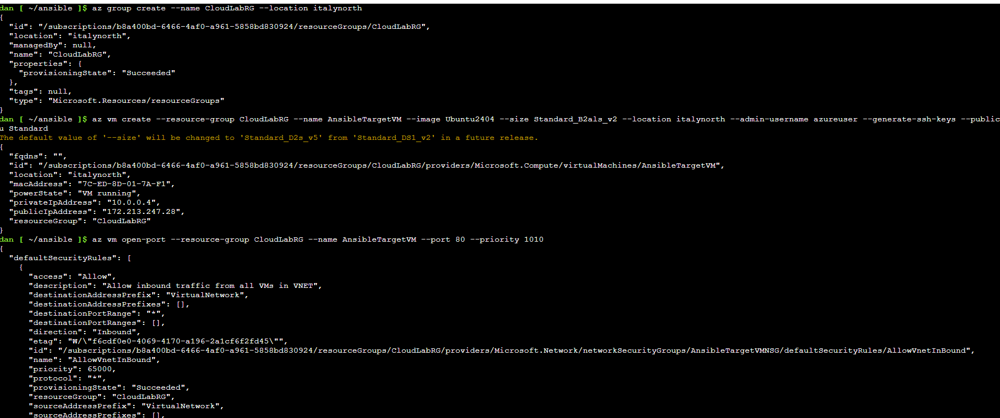 dan [ ~/ansible ]$ az group create --name CloudLabRG --location italynorth
{
  "id": "/subscriptions/b8a400bd-6466-4af0-a961-5858bd830924/resourceGroups/CloudLabRG",
  "location": "italynorth",
  "managedBy": null,
  "name": "CloudLabRG",
  "properties": {
    "provisioningState": "Succeeded"
  },
  "tags": null,
  "type": "Microsoft.Resources/resourceGroups"
}
dan [ ~/ansible ]$ az vm create --resource-group CloudLabRG --name AnsibleTargetVM --image Ubuntu2404 --size Standard_B2als_v2 --location italynorth --admin-username azureuser --generate-ssh-keys --public
u Standard
The default value of '--size' will be changed to 'Standard_D2s_v5' from 'Standard_DS1_v2' in a future release.
{
  "fqdns": "",
  "id": "/subscriptions/b8a400bd-6466-4af0-a961-5858bd830924/resourceGroups/CloudLabRG/providers/Microsoft.Compute/virtualMachines/AnsibleTargetVM",
  "location": "italynorth",
  "macAddress": "7C-ED-8D-01-7A-F1",
  "powerState": "VM running",
  "privateIpAddress": "10.0.0.4",
  "publicIpAddress": "172.213.247.28",
  "resourceGroup": "CloudLabRG"
}
dan [ ~/ansible ]$ az vm open-port --resource-group CloudLabRG --name AnsibleTargetVM --port 80 --priority 1010
{
  "defaultSecurityRules": [
    {
      "access": "Allow",
      "description": "Allow inbound traffic from all VMs in VNET",
      "destinationAddressPrefix": "VirtualNetwork",
      "destinationAddressPrefixes": [],
      "destinationPortRange": "*",
      "destinationPortRanges": [],
      "direction": "Inbound",
      "etag": "W/\"f6cdf0e0-4069-4170-a196-2a1cf6f2fd45\"",
      "id": "/subscriptions/b8a400bd-6466-4af0-a961-5858bd830924/resourceGroups/CloudLabRG/providers/Microsoft.Network/networkSecurityGroups/AnsibleTargetVMNSG/defaultSecurityRules/AllowVnetInBound",
      "name": "AllowVnetInBound",
      "priority": 65000,
      "protocol": "*",
      "provisioningState": "Succeeded",
      "resourceGroup": "CloudLabRG",
      "sourceAddressPrefix": "VirtualNetwork",
      "sourceAddressPrefixes": [],